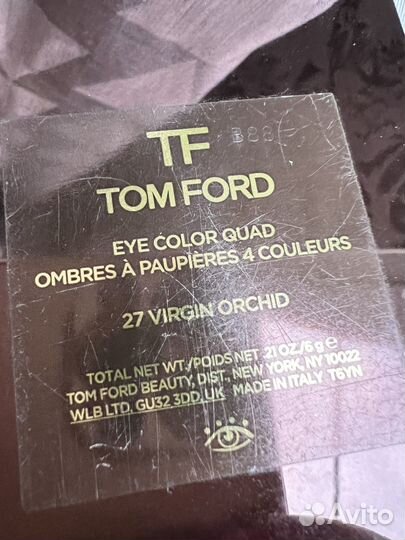 TF
TOM FORD
EYE COLOR QUAD
OMBRES À PAUPIÈRES 4 COULEURS
27 VIRGIN ORCHID
TOTAL NET WT./POIDS NET .21 OZ./6 g ℮
TOM FORD BEAUTY, DIST., NEW YORK, NY 10022
WLB LTD, GU32 3DD, UK MADE IN ITALY T6YN
Avito